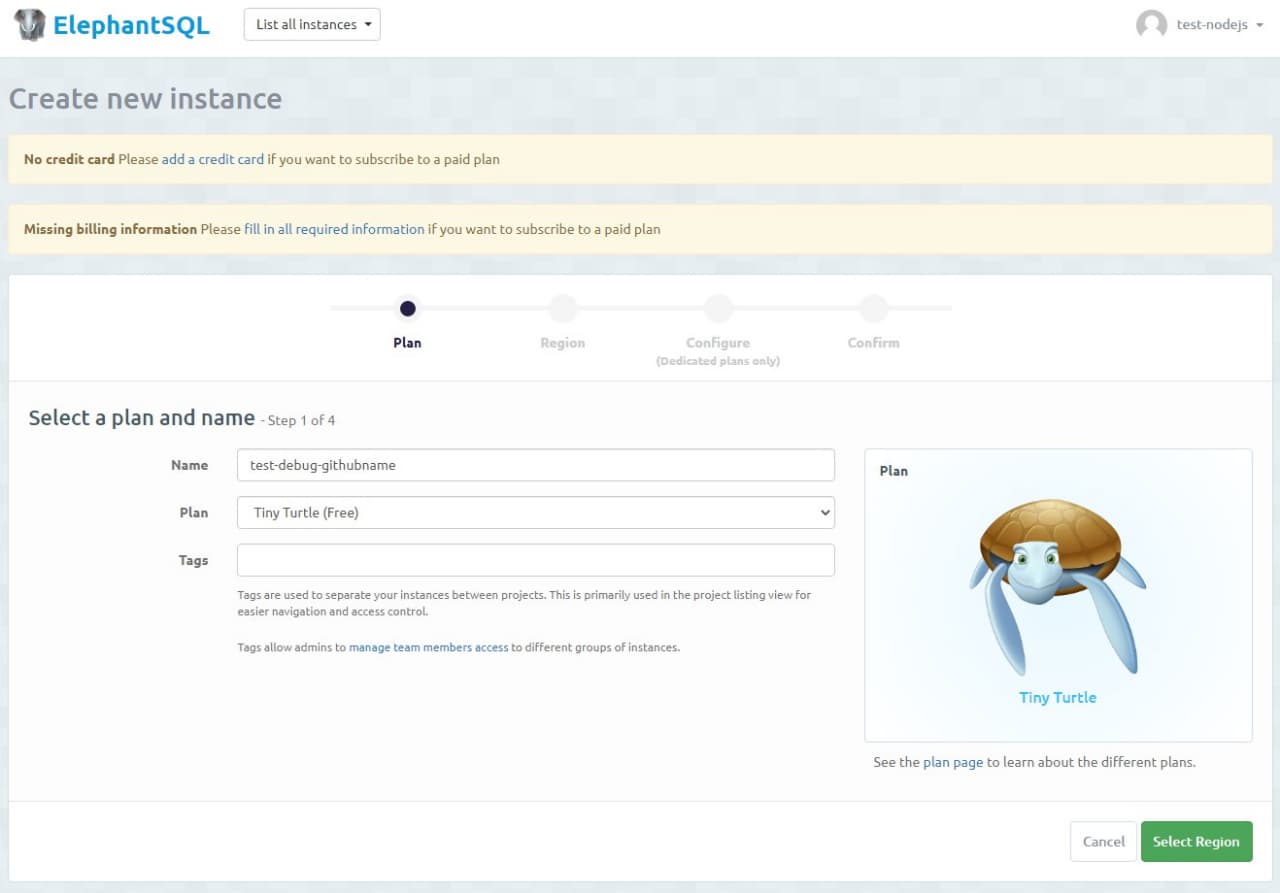 ElephantSQL
List all instances
test-nodejs
Create new instance
No credit card Please add a credit card if you want to subscribe to a paid plan
Missing billing information Please fill in all required information if you want to subscribe to a paid plan
Plan
Region
Configure
(Dedicated plans only)
Confirm
Select a plan and name - Step 1 of 4
Name
test-debug-githubname
Plan
Tiny Turtle (Free)
Tags
Tags are used to separate your instances between projects. This is primarily used in the project listing view for
easier navigation and access control.
Tags allow admins to manage team members access to different groups of instances.
Plan
Tiny Turtle
See the plan page to learn about the different plans.
Cancel
Select Region